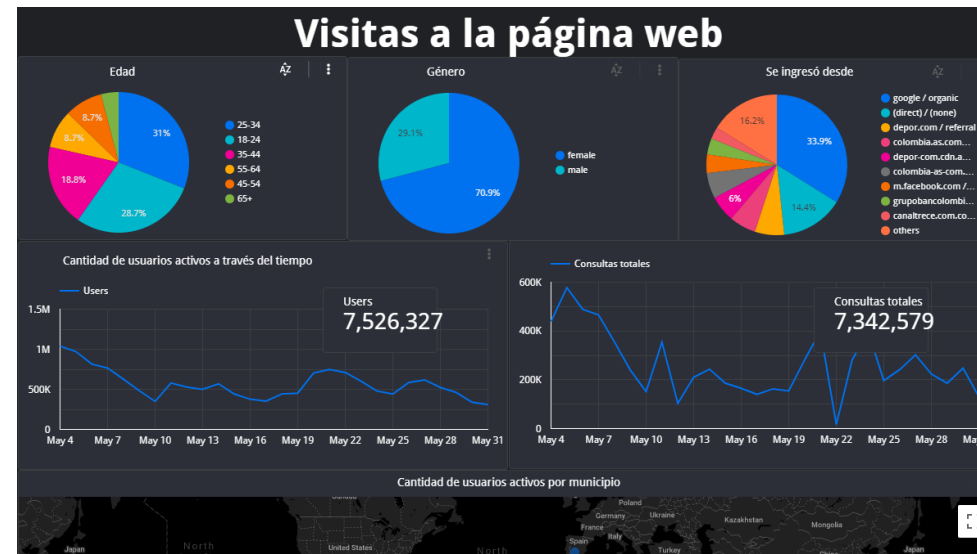 Visitas a la página web
Edad
31%
28.7%
18.8%
8.7%
8.7%
25-34
18-24
35-44
55-64
45-54
65+
Género
29.1%
70.9%
female
male
Se ingresó desde
16.2%
33.9%
14.4%
6%
google / organic
(direct) / (none)
depor.com / referral
colombia.as.com...
depor-com.cdn.a...
colombia-as-com....
m.facebook.com /...
grupobancolombi...
canaltrece.com.co...
others
Cantidad de usuarios activos a través del tiempo
Users
Users
7,526,327
1.5M
1M
500K
0
May 4 May 7 May 10 May 13 May 16 May 19 May 22 May 25 May 28 May 31
Consultas totales
Consultas totales
7,342,579
600K
400K
200K
0
May 4 May 7 May 10 May 13 May 16 May 19 May 22 May 25 May 28
Cantidad de usuarios activos por municipio
Poland
Germany Ukraine
France Kazakhstan Mongolia
Italy
Spain
Turkey
Japan North United States North China Japan